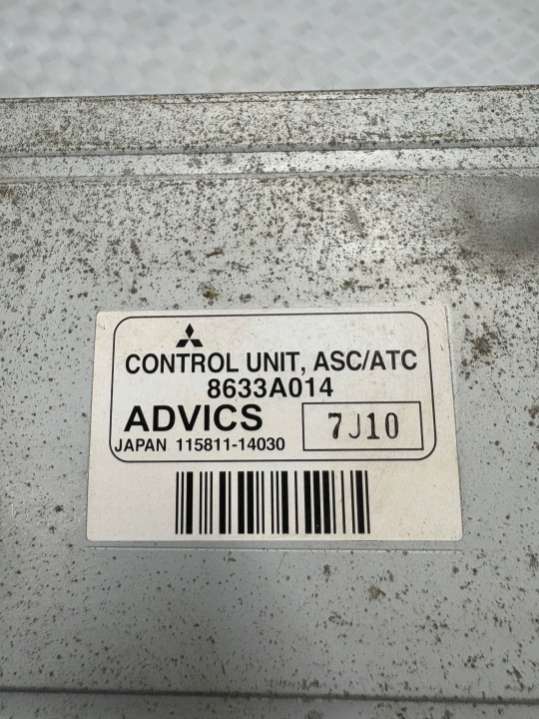 CONTROL UNIT, ASC/ATC
8633A014
ADVICS 7J10
JAPAN 115811-14030